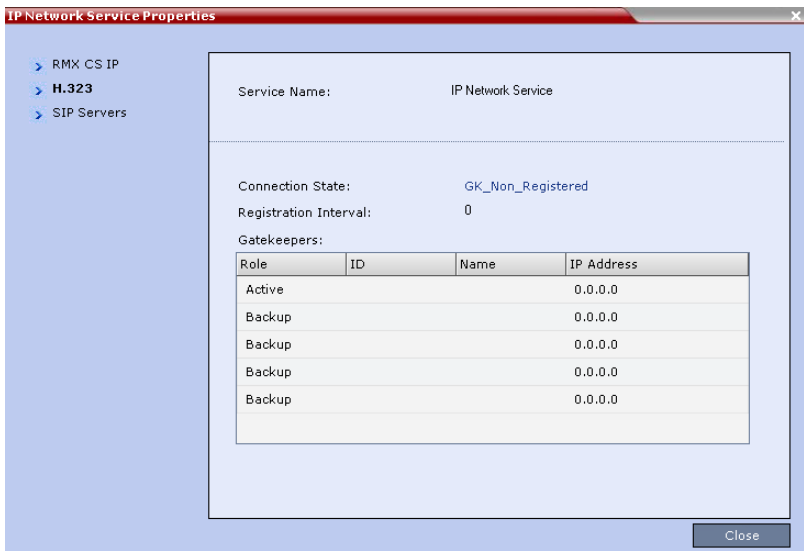 IP Network Service Properties
RMX CS IP
H.323
SIP Servers
Service Name: IP Network Service
Connection State: GK_Non_Registered
Registration Interval: 0
Gatekeepers:
Role ID Name IP Address
Active 0.0.0.0
Backup 0.0.0.0
Backup 0.0.0.0
Backup 0.0.0.0
Backup 0.0.0.0
Close